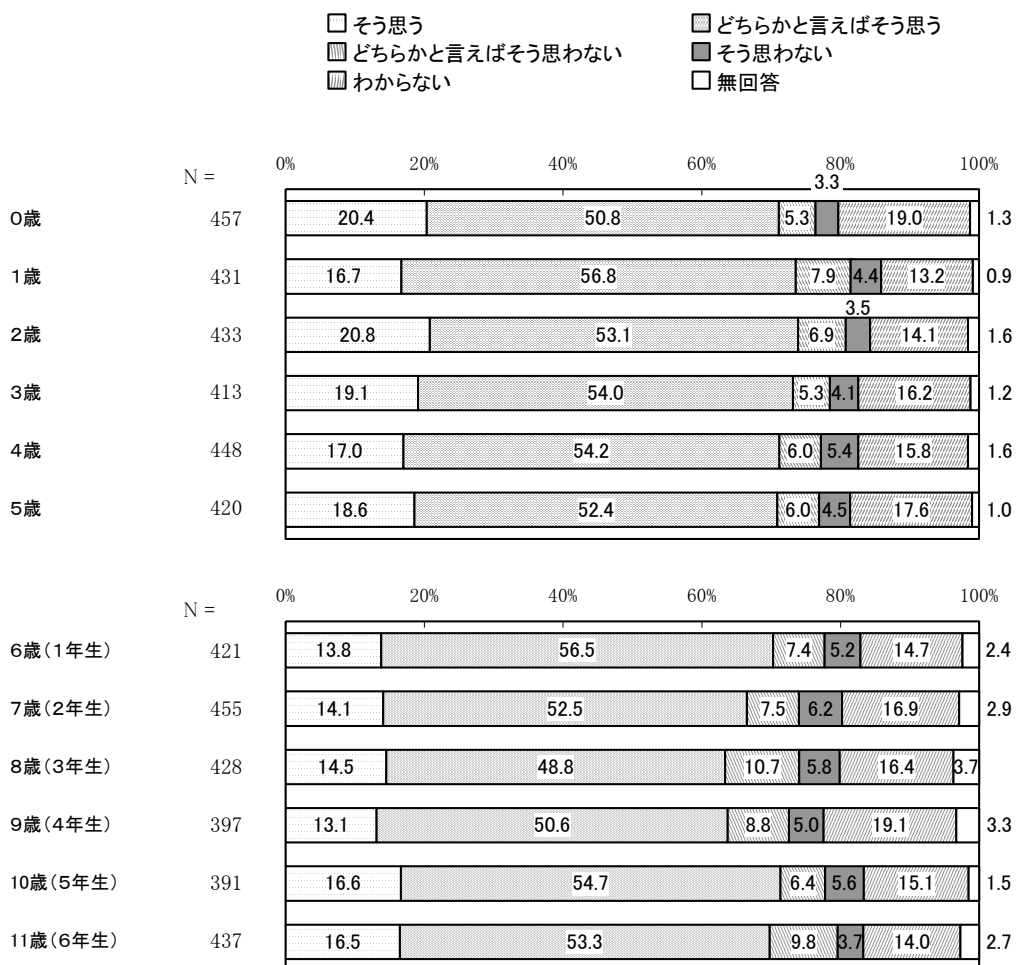 そう思う どちらかと言えばそう思う
どちらかと言えばそう思わない そう思わない
わからない 無回答
N = 0% 20% 40% 60% 80% 100%
3.3
0歳 457 20.4 50.8 5.3 19.0 1.3
1歳 431 16.7 56.8 7.9 4.4 13.2 0.9
3.5
2歳 433 20.8 53.1 6.9 14.1 1.6
3歳 413 19.1 54.0 5.3 4.1 16.2 1.2
4歳 448 17.0 54.2 6.0 5.4 15.8 1.6
5歳 420 18.6 52.4 6.0 4.5 17.6 1.0
N = 0% 20% 40% 60% 80% 100%
6歳(1年生) 421 13.8 56.5 7.4 5.2 14.7 2.4
7歳(2年生) 455 14.1 52.5 7.5 6.2 16.9 2.9
8歳(3年生) 428 14.5 48.8 10.7 5.8 16.4 3.7
9歳(4年生) 397 13.1 50.6 8.8 5.0 19.1 3.3
10歳(5年生) 391 16.6 54.7 6.4 5.6 15.1 1.5
11歳(6年生) 437 16.5 53.3 9.8 3.7 14.0 2.7